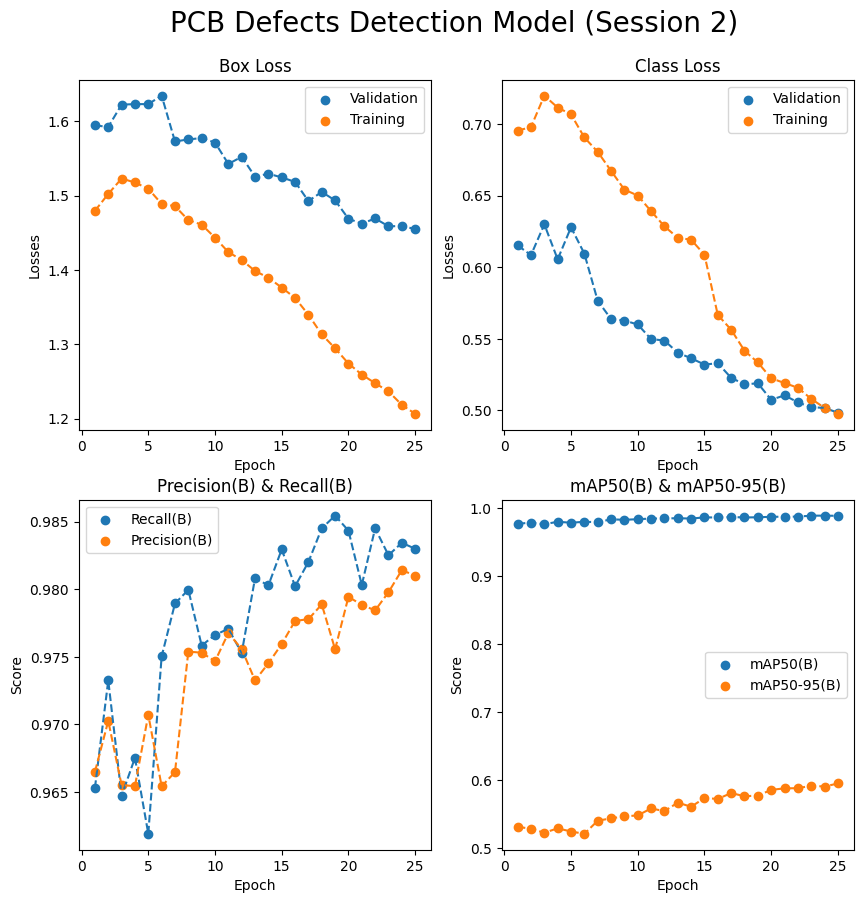 PCB Defects Detection Model (Session 2)
Box Loss
Validation
Training
1.6
1.5
1.4
1.3
1.2
Losses
0
5
10
15
20
25
Epoch
Class Loss
Validation
Training
0.70
0.65
0.60
0.55
0.50
Losses
0
5
10
15
20
25
Epoch
Precision(B) & Recall(B)
Recall(B)
Precision(B)
0.985
0.980
0.975
0.970
0.965
Score
0
5
10
15
20
25
Epoch
mAP50(B) & mAP50-95(B)
mAP50(B)
mAP50-95(B)
1.0
0.9
0.8
0.7
0.6
0.5
Score
0
5
10
15
20
25
Epoch